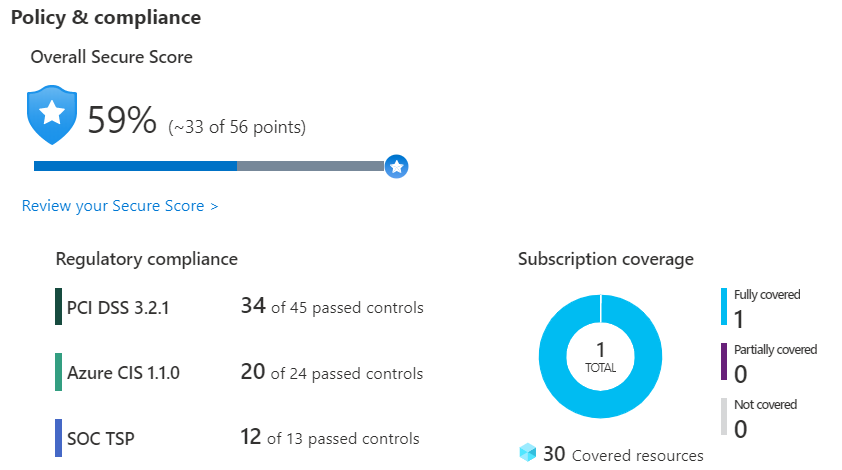 Policy & compliance
Overall Secure Score
59% (~33 of 56 points)
Review your Secure Score >
Regulatory compliance
PCI DSS 3.2.1 34 of 45 passed controls
Azure CIS 1.1.0 20 of 24 passed controls
SOC TSP 12 of 13 passed controls
Subscription coverage
1
TOTAL
Fully covered
1
Partially covered
0
Not covered
0
30 Covered resources